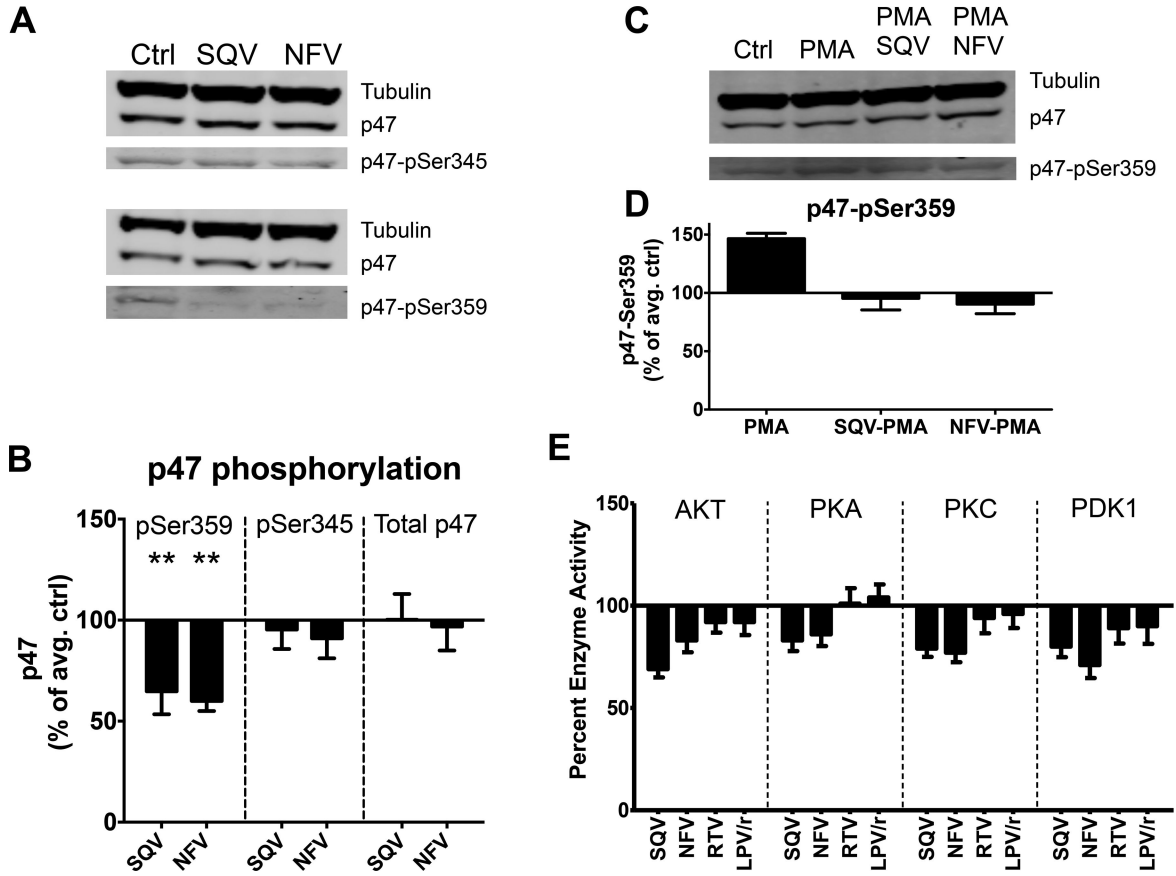 A
Ctrl SQV NFV
Tubulin
p47
p47-pSer345
Tubulin
p47
p47-pSer359
B
p47 phosphorylation
p47
(% of avg. ctrl)
150
100
50
0
pSer359 pSer345 Total p47
** **
SQV NFV SQV NFV SQV NFV
C
PMA PMA
Ctrl PMA SQV NFV
Tubulin
p47
p47-pSer359
D
p47-pSer359
p47-Ser359
(% of avg. ctrl)
150
100
50
0
PMA SQV-PMA NFV-PMA
E
Percent Enzyme Activity
150
100
50
0
AKT PKA PKC PDK1
SQV NFV RTV LPV/r SQV NFV RTV LPV/r SQV NFV RTV LPV/r SQV NFV RTV LPV/r